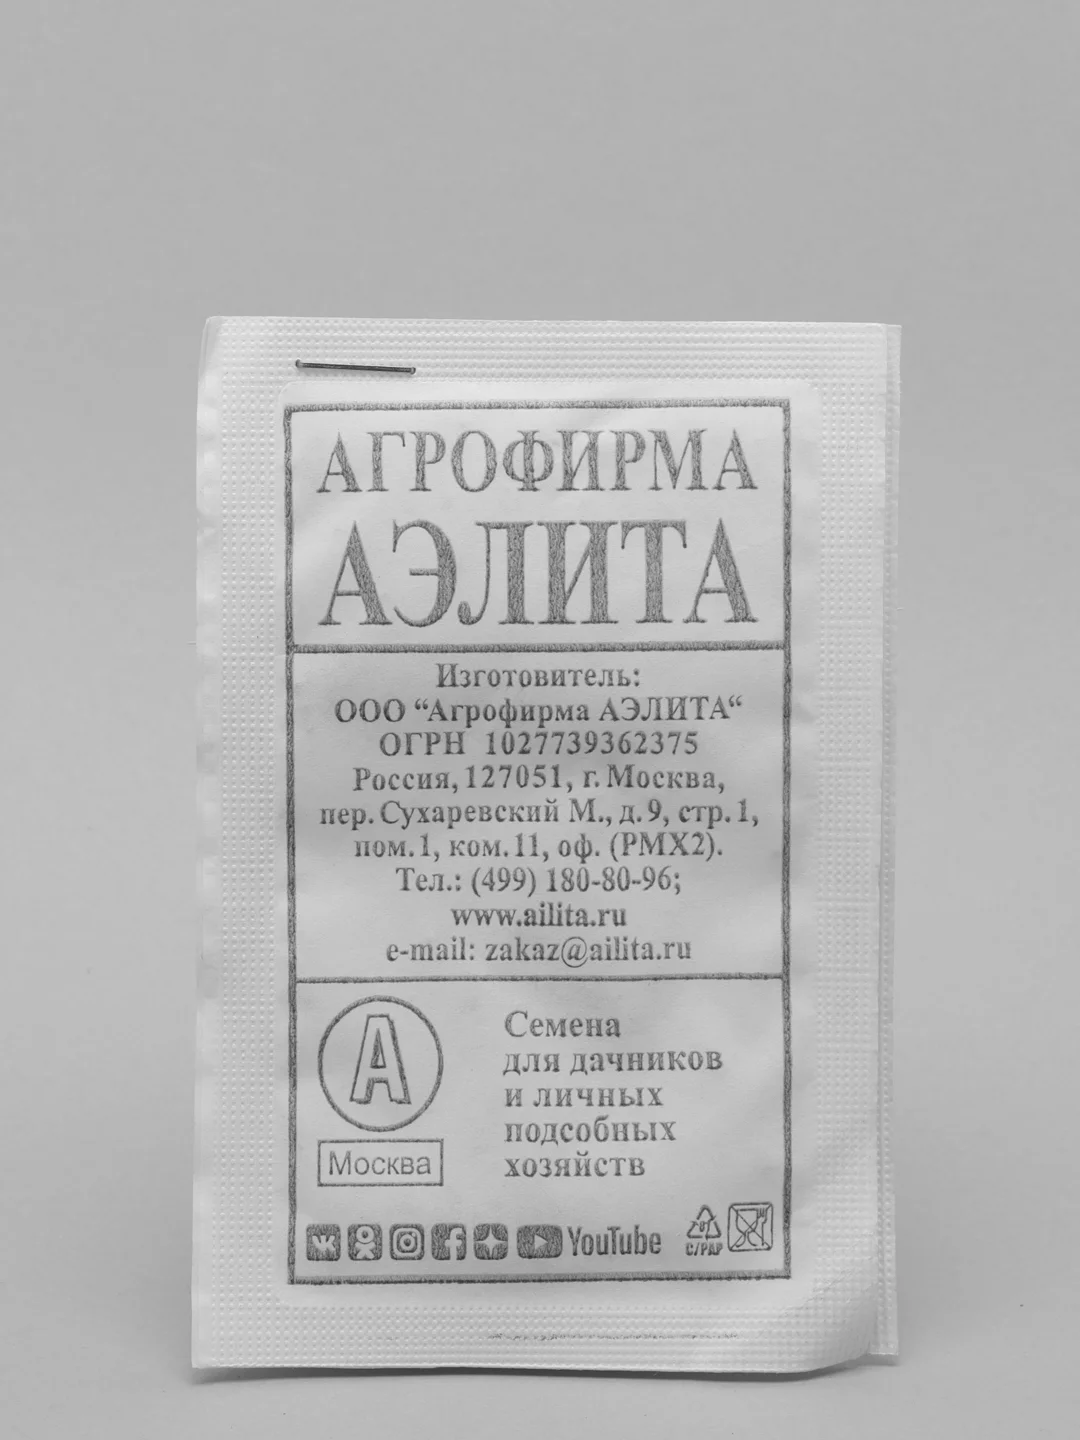 АГРОФИРМА
АЭЛИТА
Изготовитель:
ООО “Агрофирма АЭЛИТА“
ОГРН 1027739362375
Россия, 127051, г. Москва,
пер. Сухаревский М., д. 9, стр. 1,
пом. 1, ком. 11, оф. (РМХ2).
Тел.: (499) 180-80-96;
www.ailita.ru
e-mail: zakaz@ailita.ru
А
Москва
Семена
для дачников
и личных
подсобных
хозяйств
YouTube
C/PAP